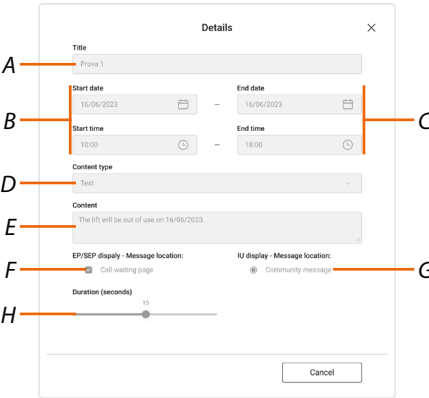 Details
Title
A
Prova 1
Start date
End date
16/06/2023
–
16/06/2023
B
C
Start time
End time
10:00
–
18:00
Content type
D
Text
Content
E
The lift will be out of use on 16/06/2023.
EP/SEP dispaly - Message location:
IU display - Message location:
F
Call waiting page
Community message
G
Duration (seconds)
15
H
Cancel